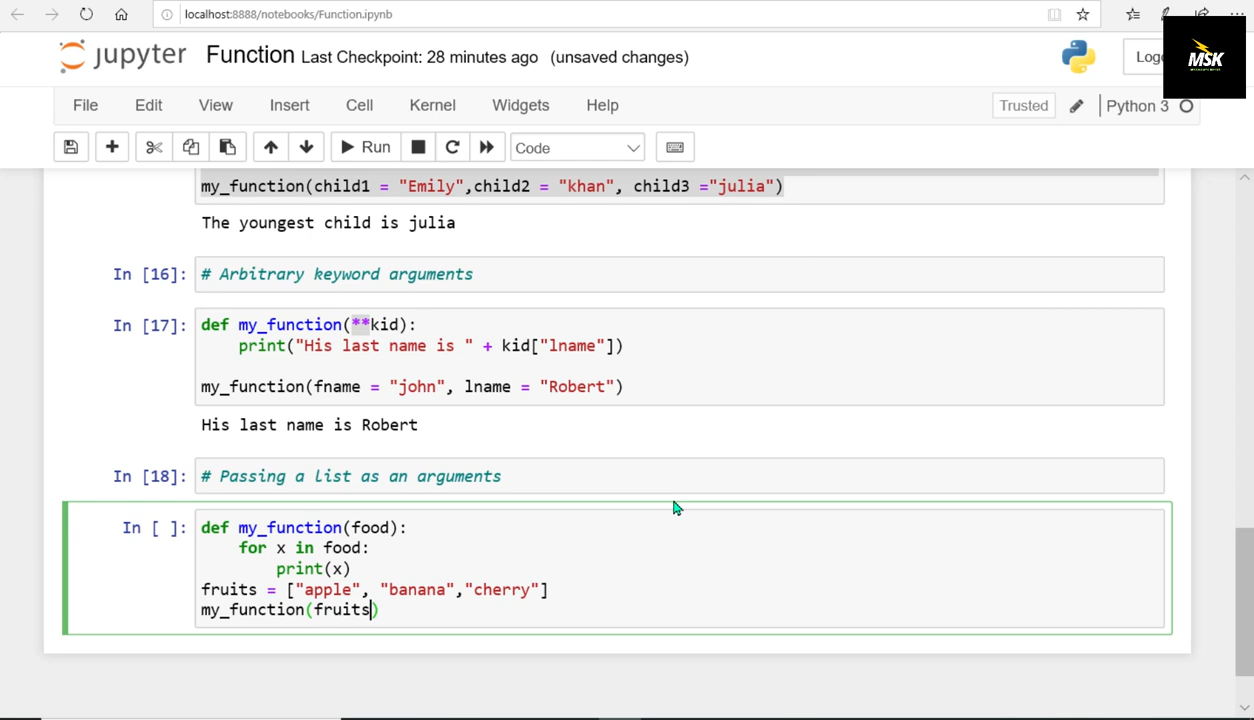 localhost:8888/notebooks/Function.ipynb
jupyter Function Last Checkpoint: 28 minutes ago (unsaved changes)
MSK
File Edit View Insert Cell Kernel Widgets Help Trusted Python 3
Run Code
my_function(child1 = "Emily",child2 = "khan", child3 ="julia")
The youngest child is julia
In [16]: # Arbitrary keyword arguments
In [17]: def my_function(**kid):
print("His last name is " + kid["lname"])
my_function(fname = "john", lname = "Robert")
His last name is Robert
In [18]: # Passing a list as an arguments
In [ ]: def my_function(food):
for x in food:
print(x)
fruits = ["apple", "banana","cherry"]
my_function(fruits)